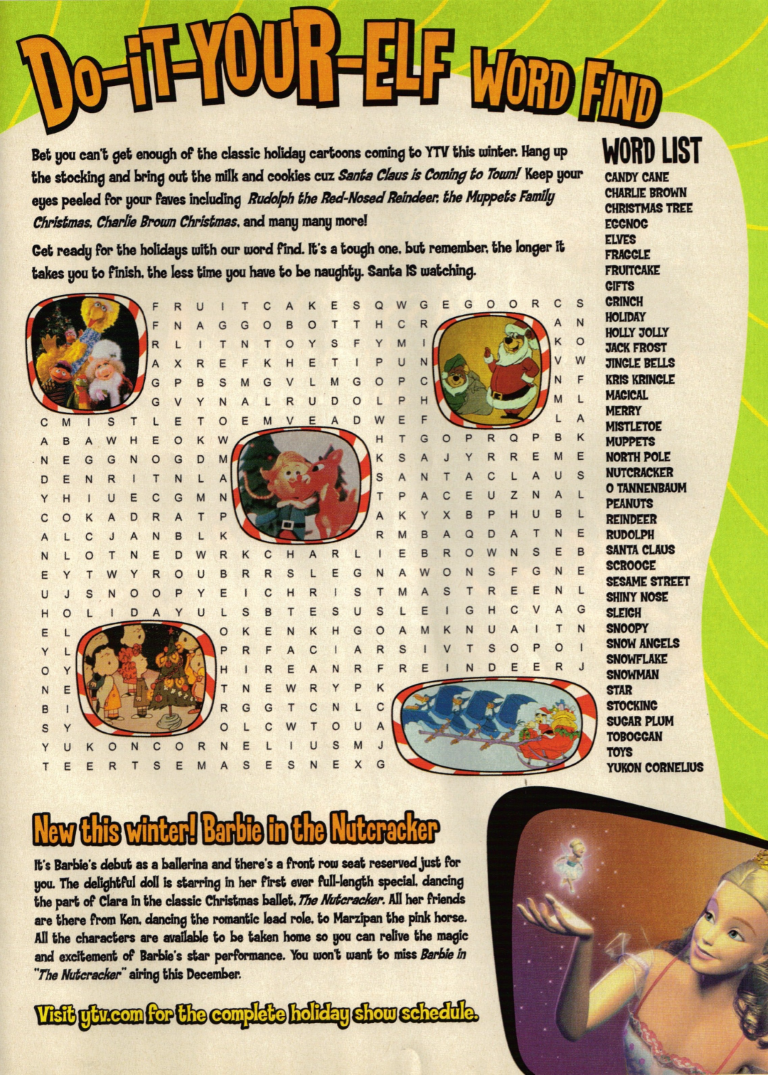 Do-iT-YOUR-ELF WORD FIND
Bet you can't get enough of the classic holiday cartoons coming to YTV this winter. Hang up
the stocking and bring out the milk and cookies cuz Santa Claus is Coming to Town! Keep your
eyes peeled for your faves including Rudolph the Red-Nosed Reindeer, the Muppets Family
Christmas, Charlie Brown Christmas, and many many more!
Get ready for the holidays with our word find. It's a tough one, but remember, the longer it
takes you to finish, the less time you have to be naughty. Santa IS watching.
F R U I T C A K E S Q W G E G O O R C S
F N A G G O B O T T H C R A N
R L I T N T O Y S F Y M I K O
A X R E F K H E T I P U N V W
G P B S M G V L M G O P C N F
G V Y N A L R U D O L P H M L
C M I S T L E T O E M V E A D W E F L A
A B A W H E O K W H T G O P R Q P B K
N E G G N O G D M K S A J Y R R E M E
D E N R I T N L A S A N T A C L A U S
Y H I U E C G M N T P A C E U Z N A L
C O K A D R A T P A K Y X B P H U B L
A L C J A N B L K R M B A Q D A T N E
N L O T N E D W R K C H A R L I E B R O W N S E B
E Y T W Y R O U B R R S L E G N A W O N S F G N E
U J S N O O P Y E I C H R I S T M A S T R E E N L
H O L I D A Y U L S B T E S U S L E I G H C V A G
E L O K E N K H G O A M K N U A I T N
Y L P R F A C I A R S I V T S O P O I
O Y H I R E A N R F R E I N D E E R J
N E T N E W R Y P K
B I R G G T C N L C
S Y O L C W T O U A
Y U K O N C O R N E L I U S M J
T E E R T S E M A S E S N E X G
WORD LIST
CANDY CANE
CHARLIE BROWN
CHRISTMAS TREE
EGGNOG
ELVES
FRAGGLE
FRUITCAKE
GIFTS
GRINCH
HOLIDAY
HOLLY JOLLY
JACK FROST
JINGLE BELLS
KRIS KRINGLE
MAGICAL
MERRY
MISTLETOE
MUPPETS
NORTH POLE
NUTCRACKER
O TANNENBAUM
PEANUTS
REINDEER
RUDOLPH
SANTA CLAUS
SCROOGE
SESAME STREET
SHINY NOSE
SLEIGH
SNOOPY
SNOW ANGELS
SNOWFLAKE
SNOWMAN
STAR
STOCKING
SUGAR PLUM
TOBOGGAN
TOYS
YUKON CORNELIUS
New this winter! Barbie in the Nutcracker
It's Barbie's debut as a ballerina and there's a front row seat reserved just for
you. The delightful doll is starring in her first ever full-length special, dancing
the part of Clara in the classic Christmas ballet, The Nutcracker. All her friends
are there from Ken, dancing the romantic lead role, to Marzipan the pink horse.
All the characters are available to be taken home so you can relive the magic
and excitement of Barbie's star performance. You won't want to miss Barbie in
"The Nutcracker" airing this December.
Visit ytv.com for the complete holiday show schedule.